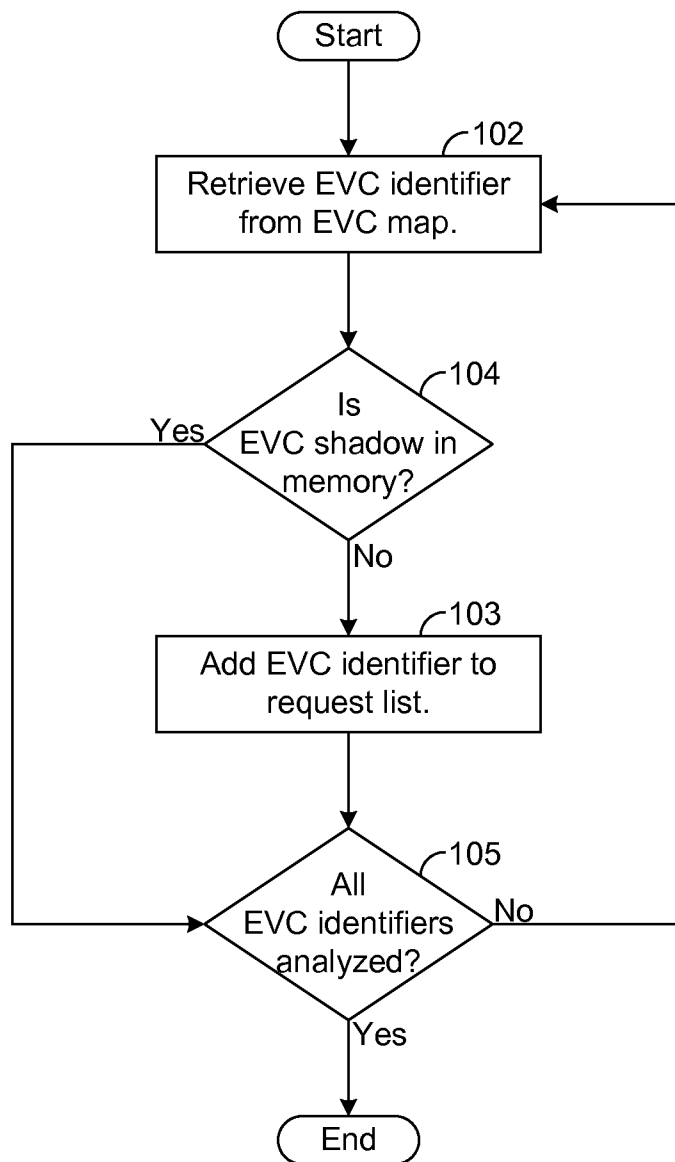 Start
102
Retrieve EVC identifier
from EVC map.
104
Is
EVC shadow in
memory?
Yes
No
103
Add EVC identifier to
request list.
105
All
EVC identifiers
analyzed?
No
Yes
End